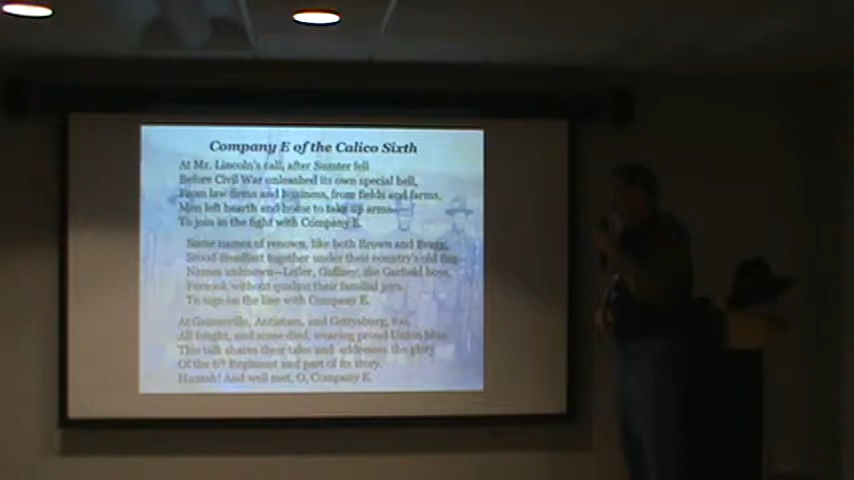 Company E of the Calico Sixth
At Mr. Lincoln's call, after Sumter fell
Before Civil War unleashed its own special hell,
From law firms and business, from fields and farms,
Men left hearth and home to take up arms
To join in the fight with Company E.
Some names of renown, like both Brown and Bragg,
Stood steadfast together under their country's old flag
Names unknown—Lefler, Gaffney, the Garfield boys,
Forsook without qualms their familial joys
To sign on the line with Company E.
At Gainesville, Antietam, and Gettysburg, too,
All fought, and some died, wearing proud Union blue.
This talk shares their tales and addresses the glory
Of the 6th Regiment and part of its story.
Huzzah! And well met, O, Company E.